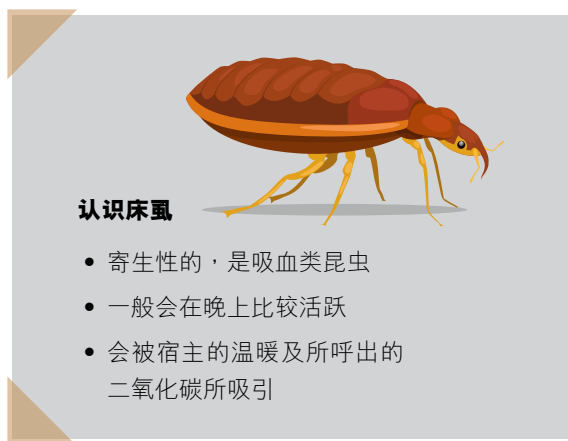 认识床虱
• 寄生性的，是吸血类昆虫
• 一般会在晚上比较活跃
• 会被宿主的温暖及所呼出的
二氧化碳所吸引